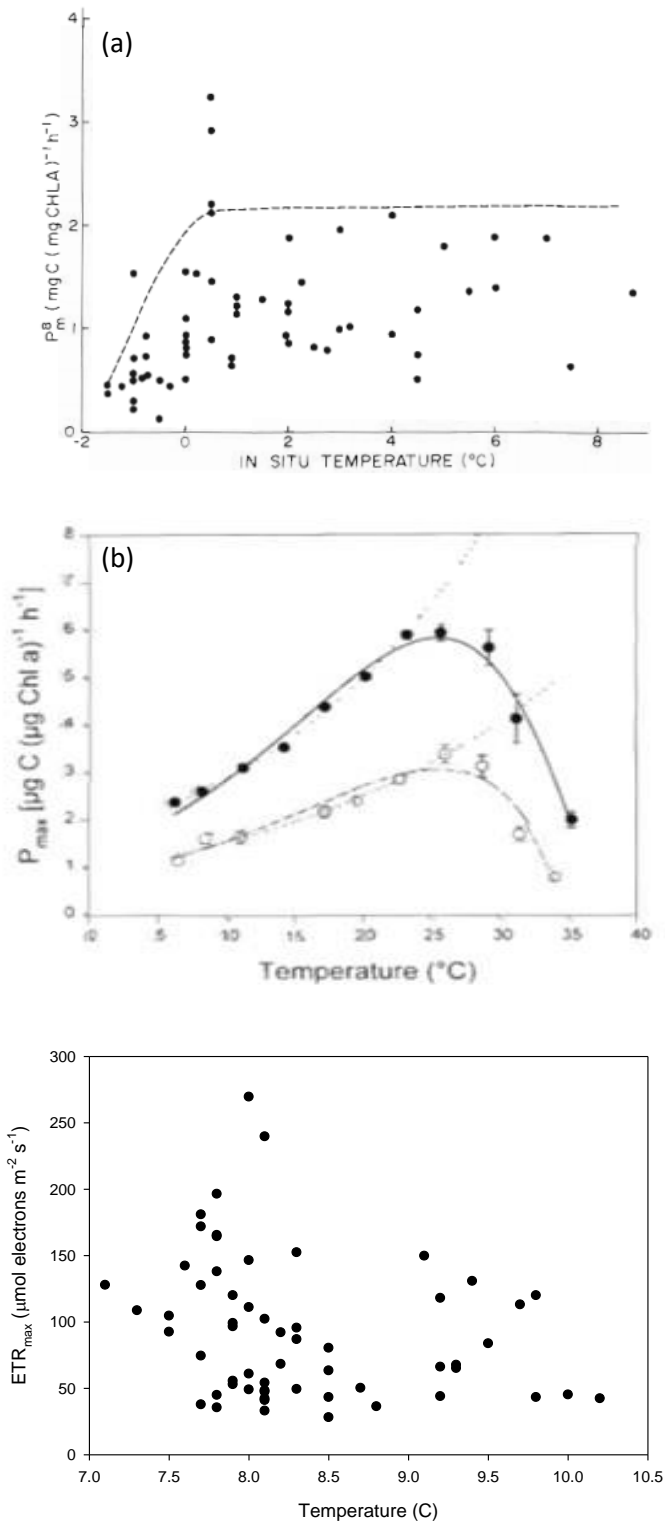 (a)
4
3
2
1
0
P_m^B (mg C (mg CHLA)⁻¹ h⁻¹)
-2 0 2 4 6 8
IN SITU TEMPERATURE (°C)
(b)
8
7
6
5
4
3
2
1
0
P_max [µg C (µg Chl a)⁻¹ h⁻¹]
0 5 10 15 20 25 30 35 40
Temperature (°C)
300
250
200
150
100
50
0
ETR_max (µmol electrons m⁻² s⁻¹)
7.0 7.5 8.0 8.5 9.0 9.5 10.0 10.5
Temperature (C)